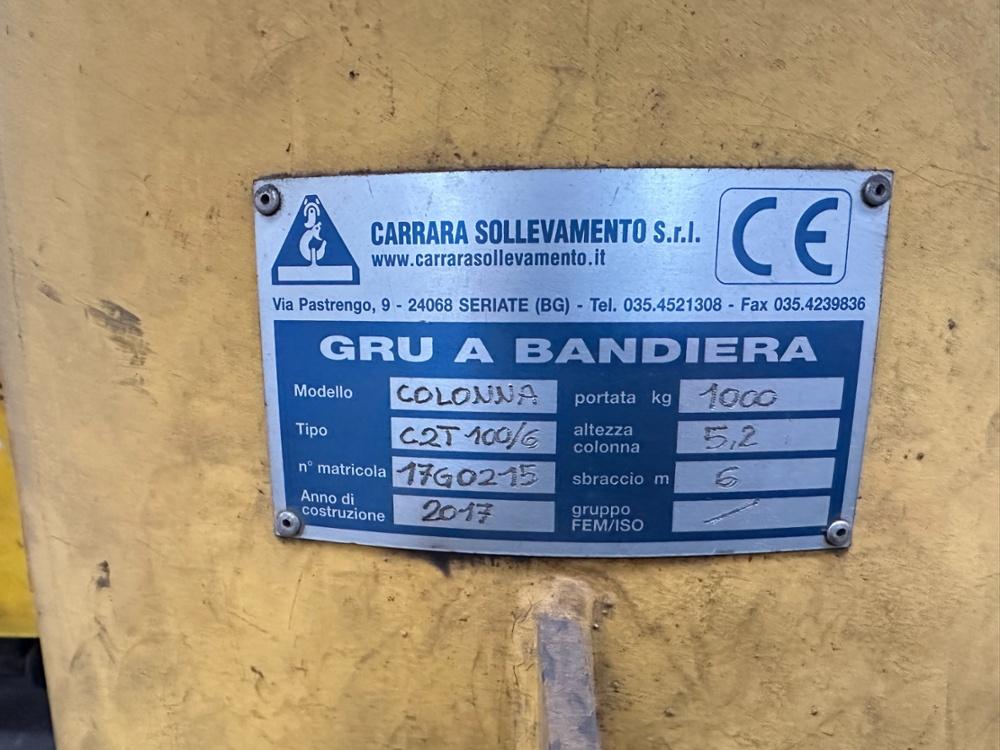 CARRARA SOLLEVAMENTO S.r.l.
www.carrarasollevamento.it
CE
Via Pastrengo, 9 - 24068 SERIATE (BG) - Tel. 035.4521308 - Fax 035.4239836
GRU A BANDIERA
Modello COLONNA portata kg 1000
Tipo C2T 100/6 altezza colonna 5,2
n° matricola 17G0215 sbraccio m 6
Anno di costruzione 2017 gruppo FEM/ISO /